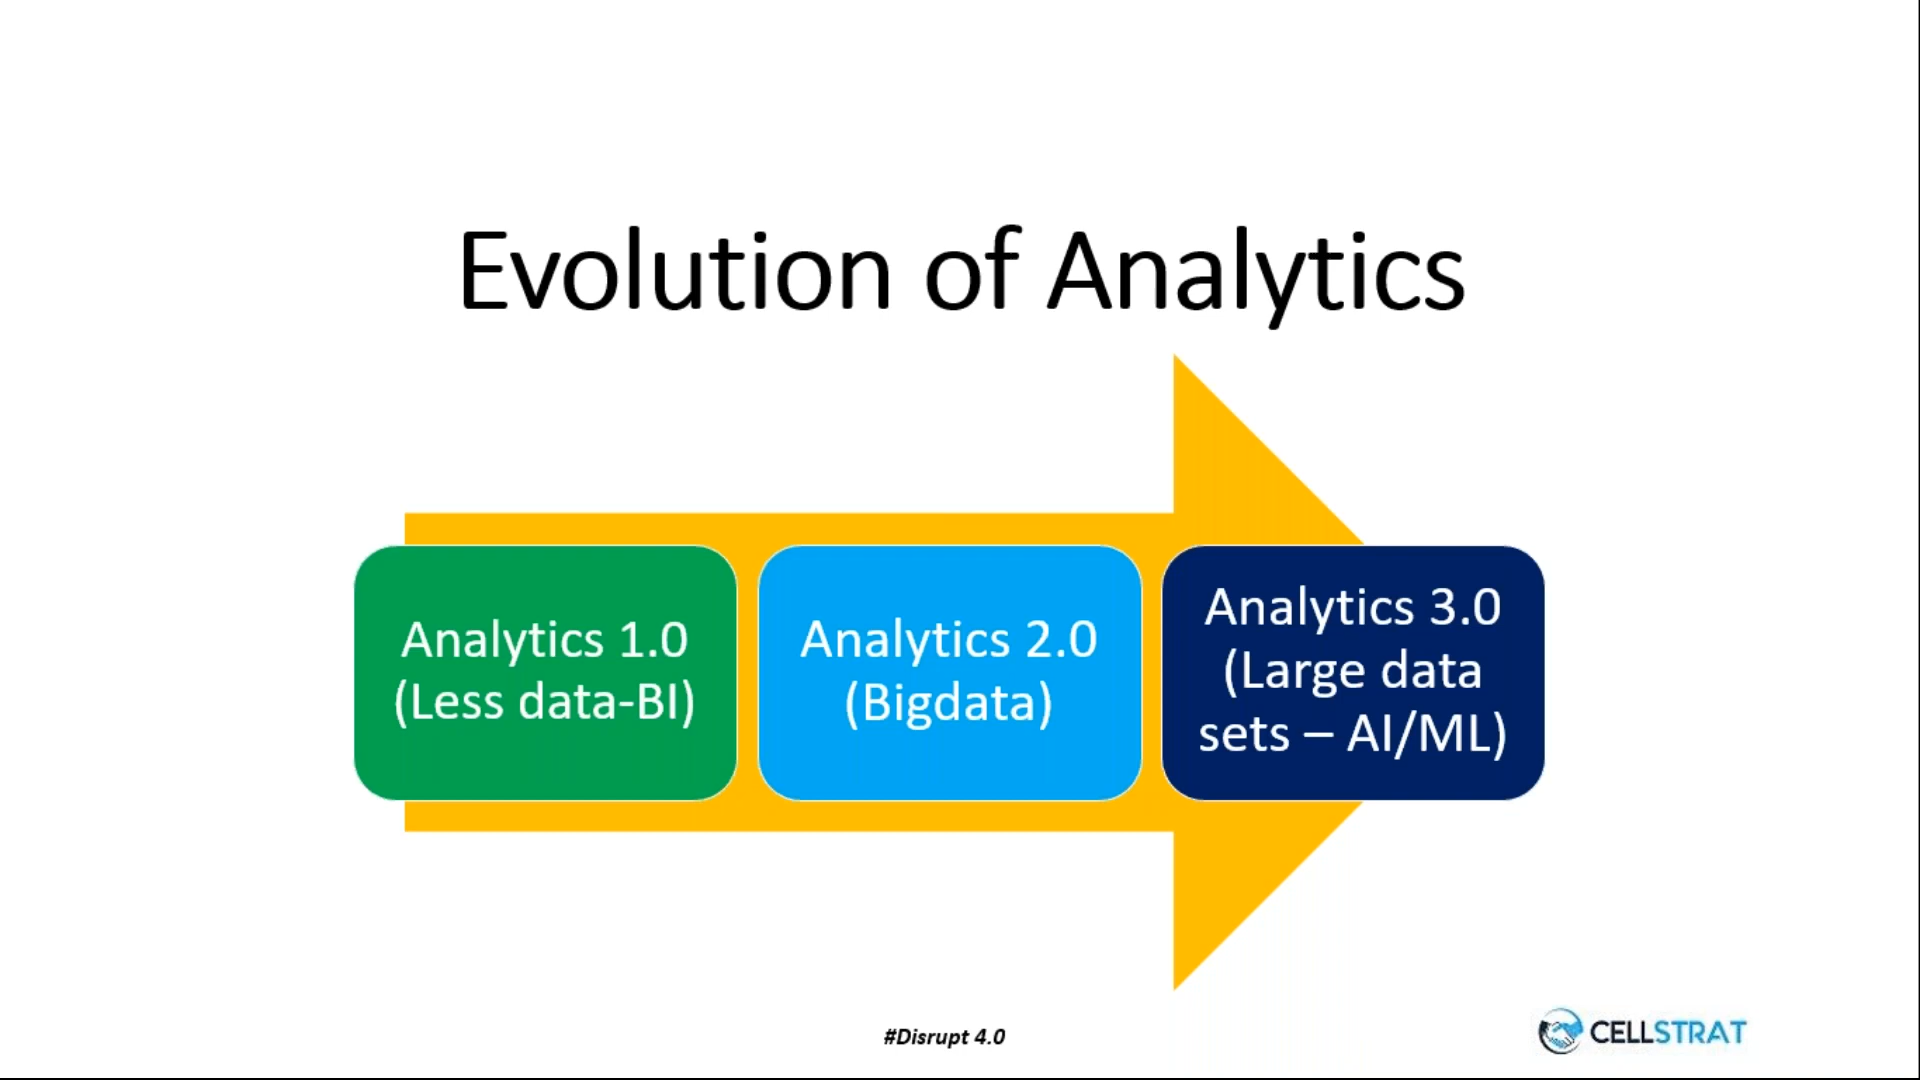 Evolution of Analytics
Analytics 1.0
(Less data-BI)
Analytics 2.0
(Bigdata)
Analytics 3.0
(Large data
sets – AI/ML)
#Disrupt 4.0
CELLSTRAT